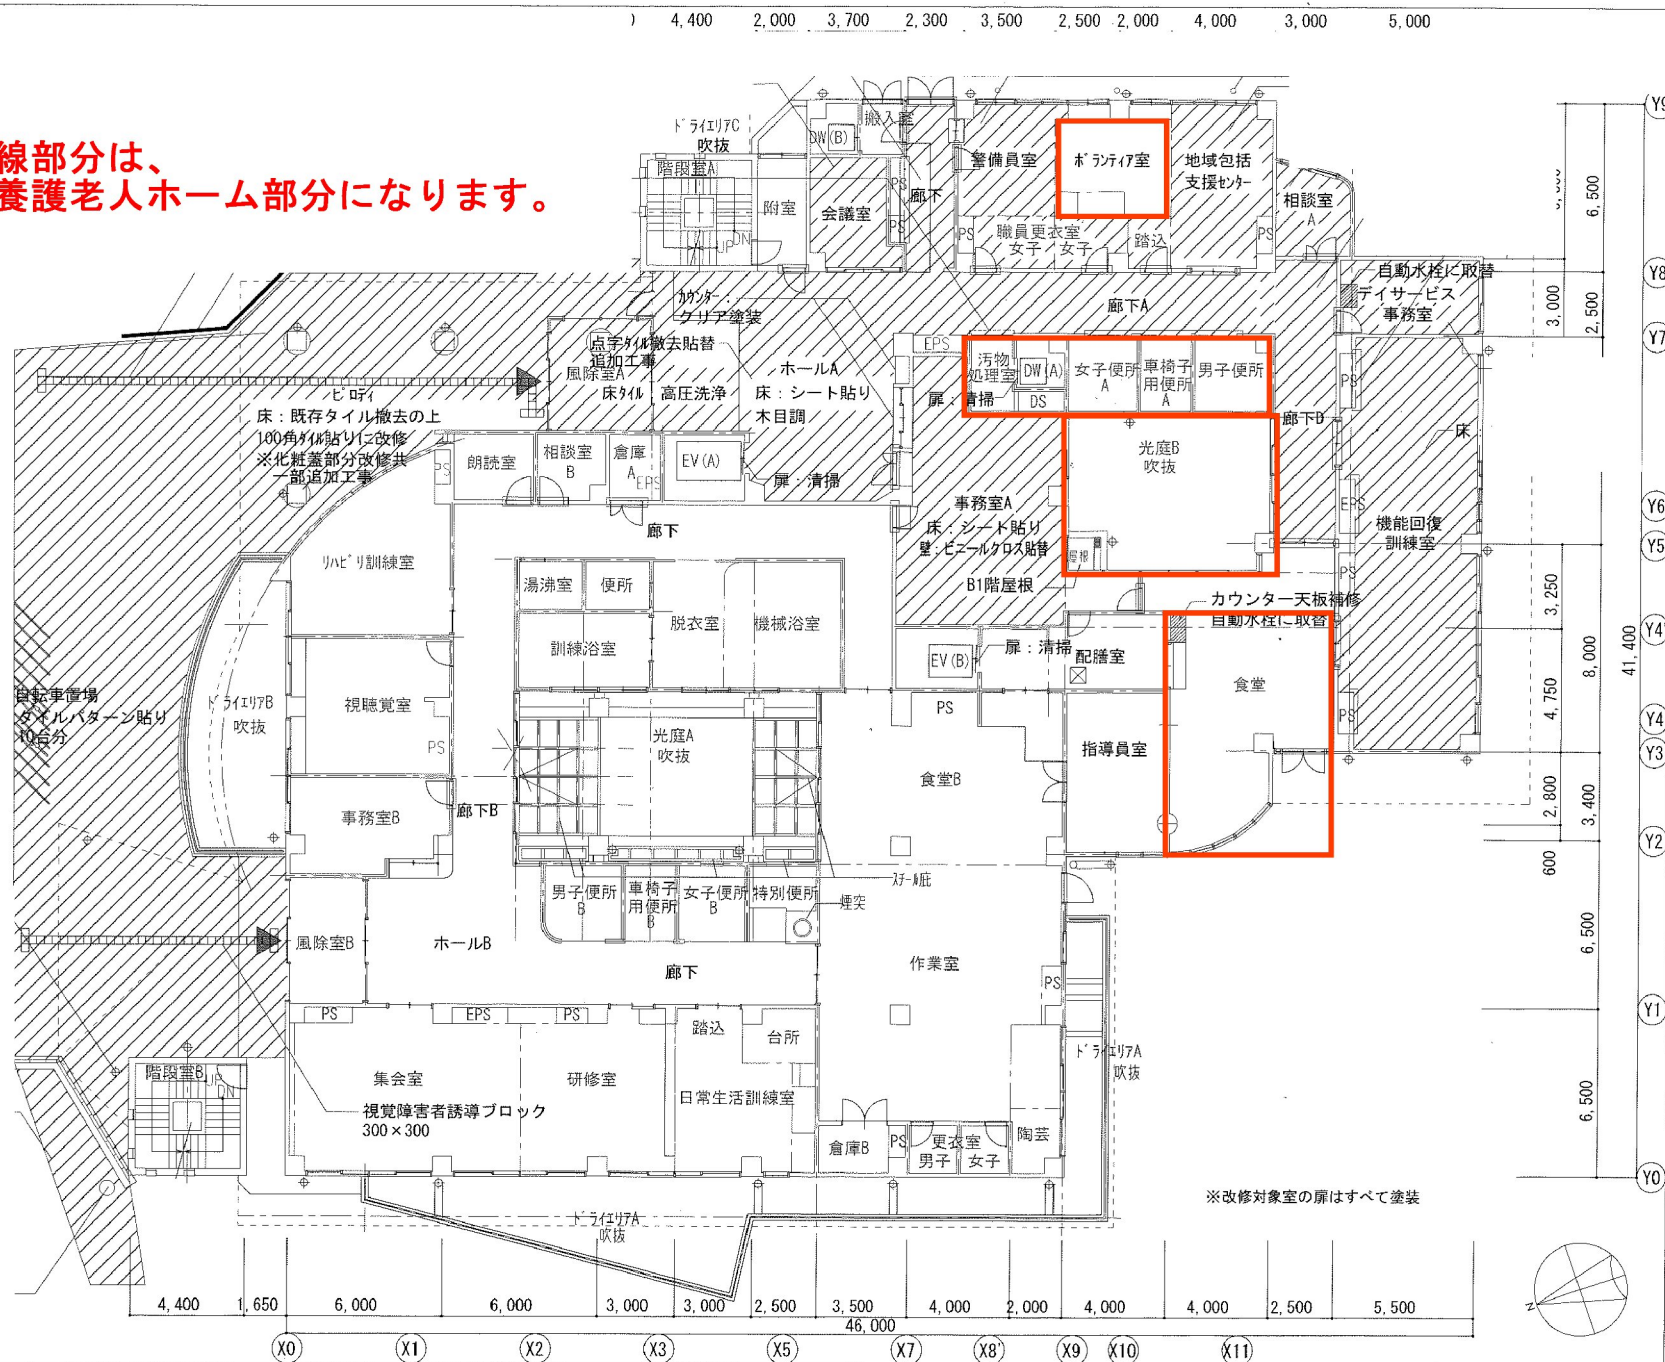 4,400 2,000 3,700 2,300 3,500 2,500 2,000 4,000 3,000 5,000
線部分は、
養護老人ホーム部分になります。
ドライエリアC
吹抜
階段室A
附室
UP
DN
DW(B)
搬入室
会議室
PS
PS
廊下
警備員室
ボランティア室
地域包括
支援センター
PS
職員更衣室
女子 女子
踏込
PS
相談室
A
自動水栓に取替
デイサービス
事務室
廊下A
カウンター:
クリア塗装
点字タイル撤去貼替
追加工事
風除室A
床タイル
高圧洗浄
ホールA
床:シート貼り
木目調
EPS
汚物
処理室
DW(A)
DS
女子便所
A
車椅子
用便所
A
男子便所
扉:清掃
廊下D
PS
床:
ピロティ
床:既存タイル撤去の上
100角タイル貼りに改修
※化粧蓋部分改修共
一部追加工事
PS
朗読室
相談室
B
倉庫
A
EPS
EV(A)
扉:清掃
光庭B
吹抜
事務室A
床:シート貼り
壁:ビニールクロス貼替
屋根
B1階屋根
EPS
機能回復
訓練室
PS
廊下
リハビリ訓練室
湯沸室
便所
脱衣室
機械浴室
訓練浴室
カウンター天板補修
自動水栓に取替
EV(B)
扉:清掃
配膳室
食堂
PS
自転車置場
タイルパターン貼り
10台分
ドライエリアB
吹抜
視聴覚室
PS
光庭A
吹抜
PS
食堂B
指導員室
事務室B
廊下B
スチール庇
煙突
男子便所
B
車椅子
用便所
B
女子便所
B
特別便所
風除室B
ホールB
廊下
作業室
PS
PS
EPS
PS
踏込
台所
集会室
研修室
日常生活訓練室
階段室B
UP
DN
視覚障害者誘導ブロック
300×300
倉庫B
PS
更衣室
男子
女子
陶芸
ドライエリアA
吹抜
ドライエリアA
吹抜
※改修対象室の扉はすべて塗装
6,500
3,000
2,500
3,250
8,000
41,400
4,750
2,800
3,400
600
6,500
6,500
Y9
Y8
Y7
Y6
Y5
Y4'
Y4
Y3
Y2
Y1
Y0
4,400 1,650 6,000 6,000 3,000 3,000 2,500 3,500 4,000 2,000 4,000 4,000 2,500 5,500
46,000
X0 X1 X2 X3 X5 X7 X8' X9 X10 X11
N